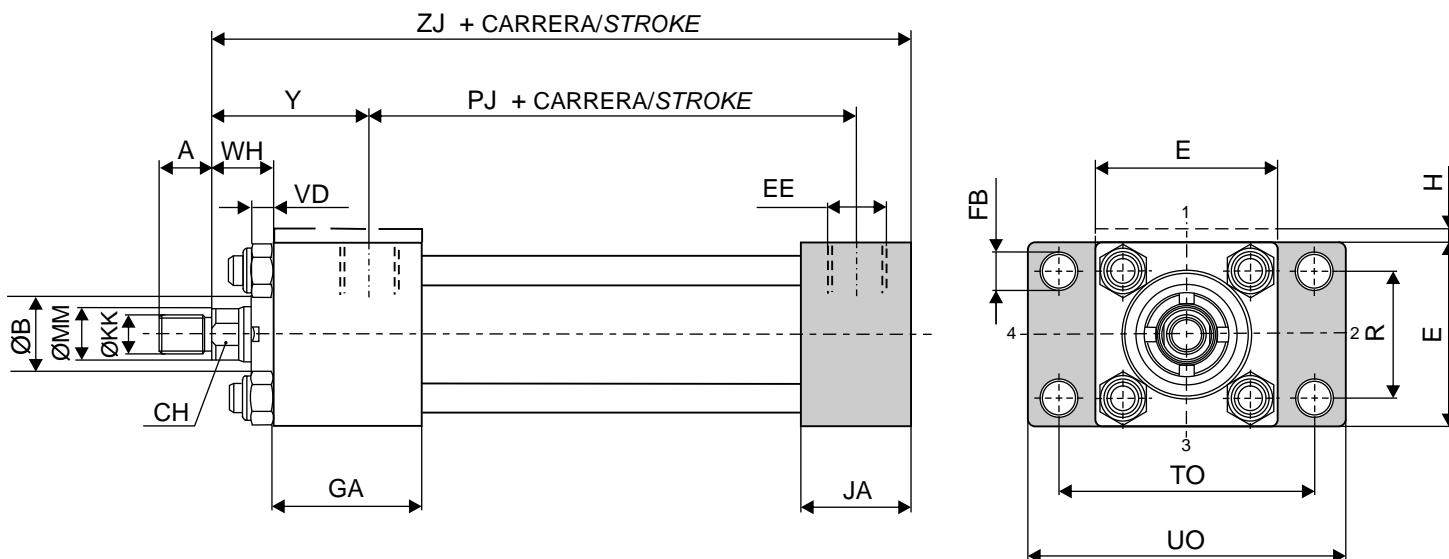 ZJ + CARRERA/STROKE
Y
PJ + CARRERA/STROKE
A
WH
VD
EE
E
H
FB
1
ØB
ØMM
ØKK
4
2
R
E
CH
3
GA
JA
TO
UO